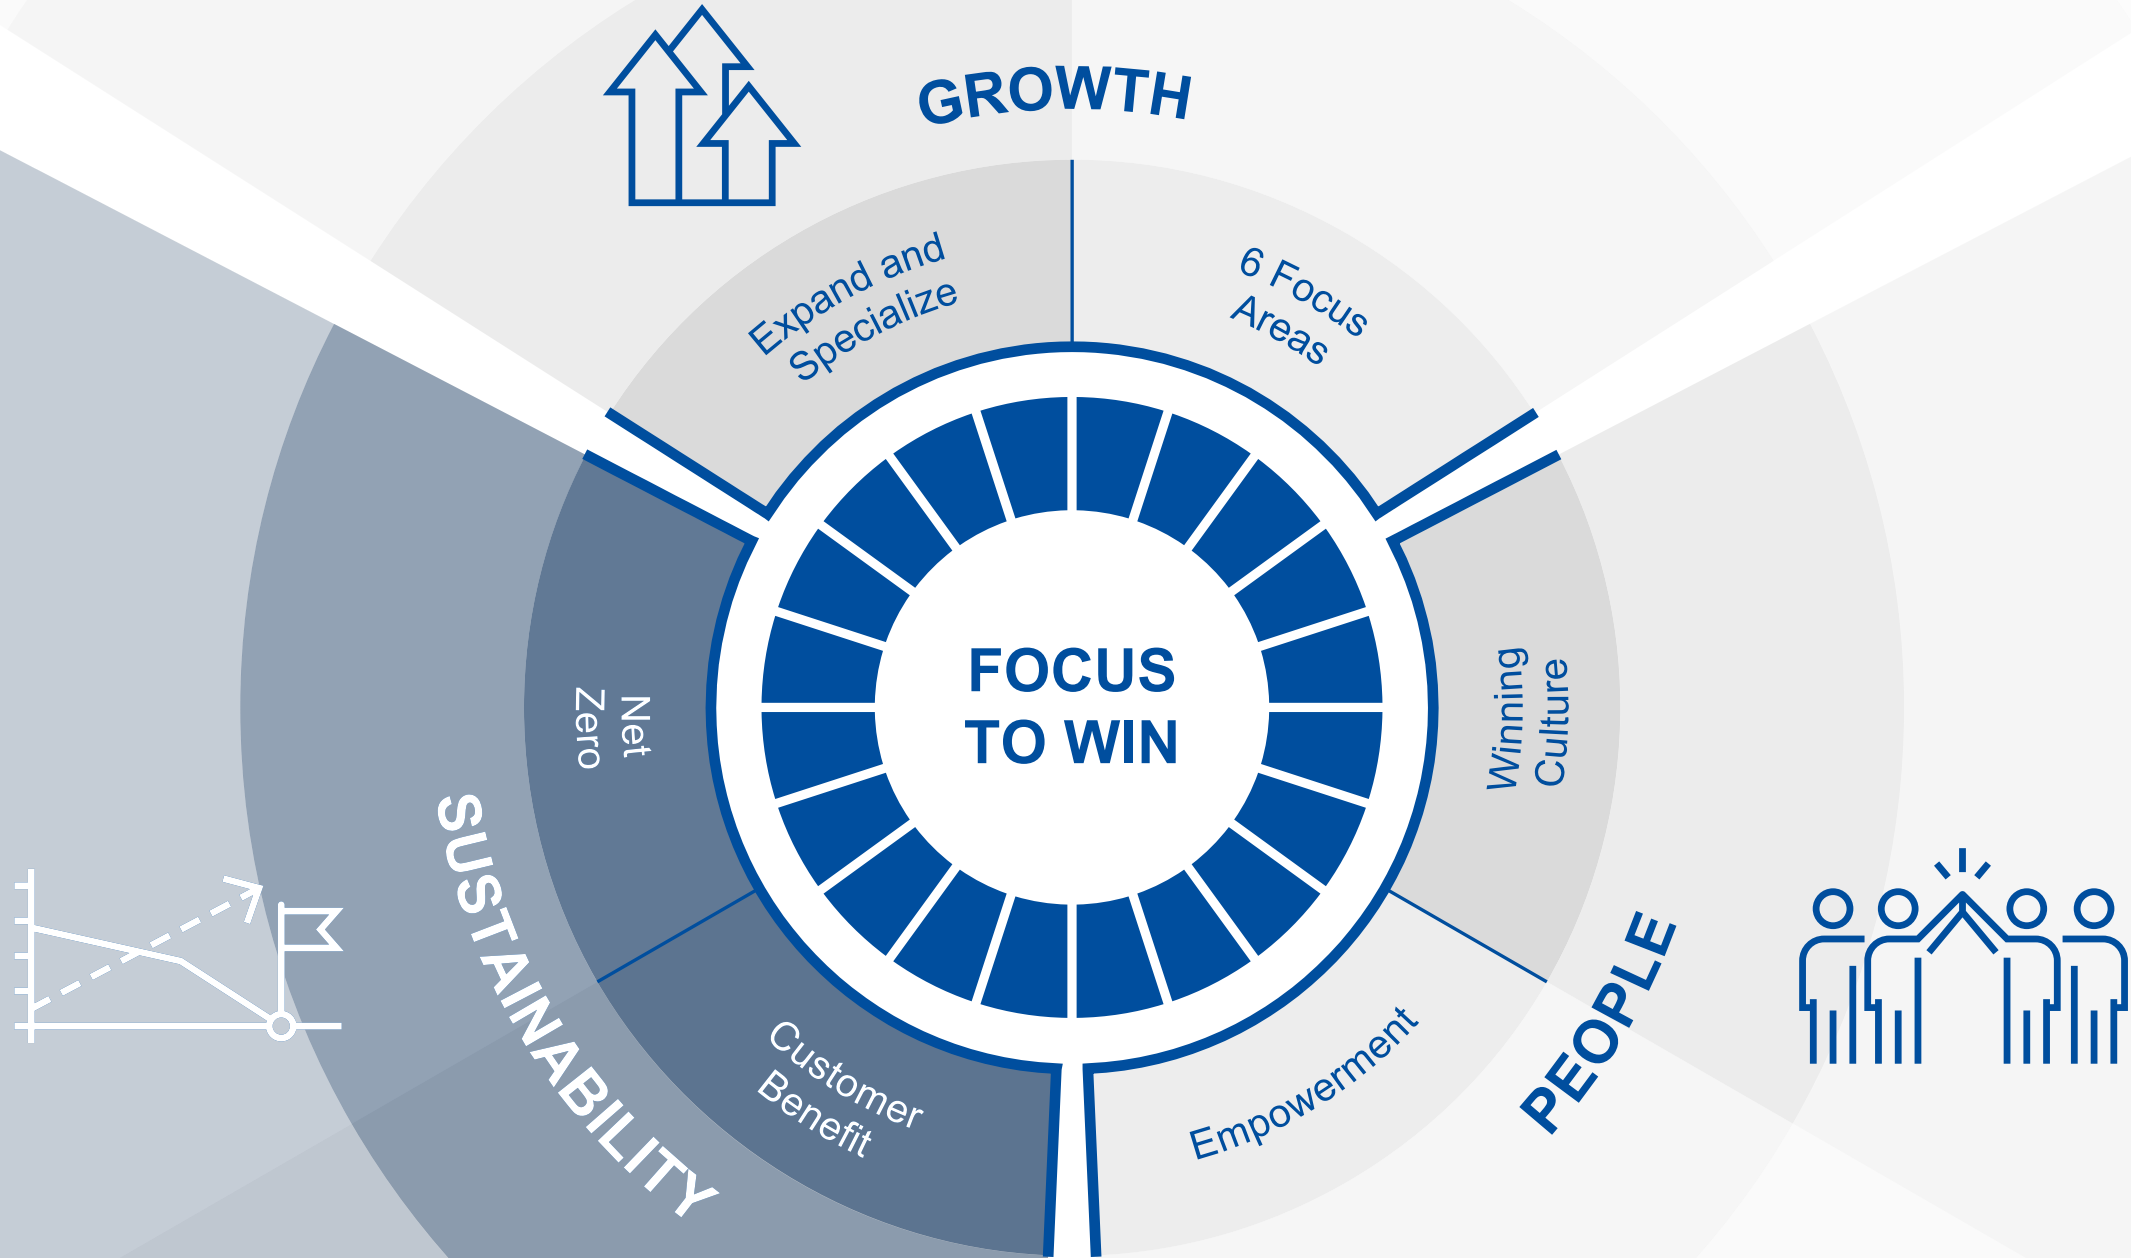 GROWTH
Expand and
Specialize
6 Focus
Areas
FOCUS
TO WIN
Net
Zero
Customer
Benefit
SUSTAINABILITY
Winning
Culture
Empowerment
PEOPLE